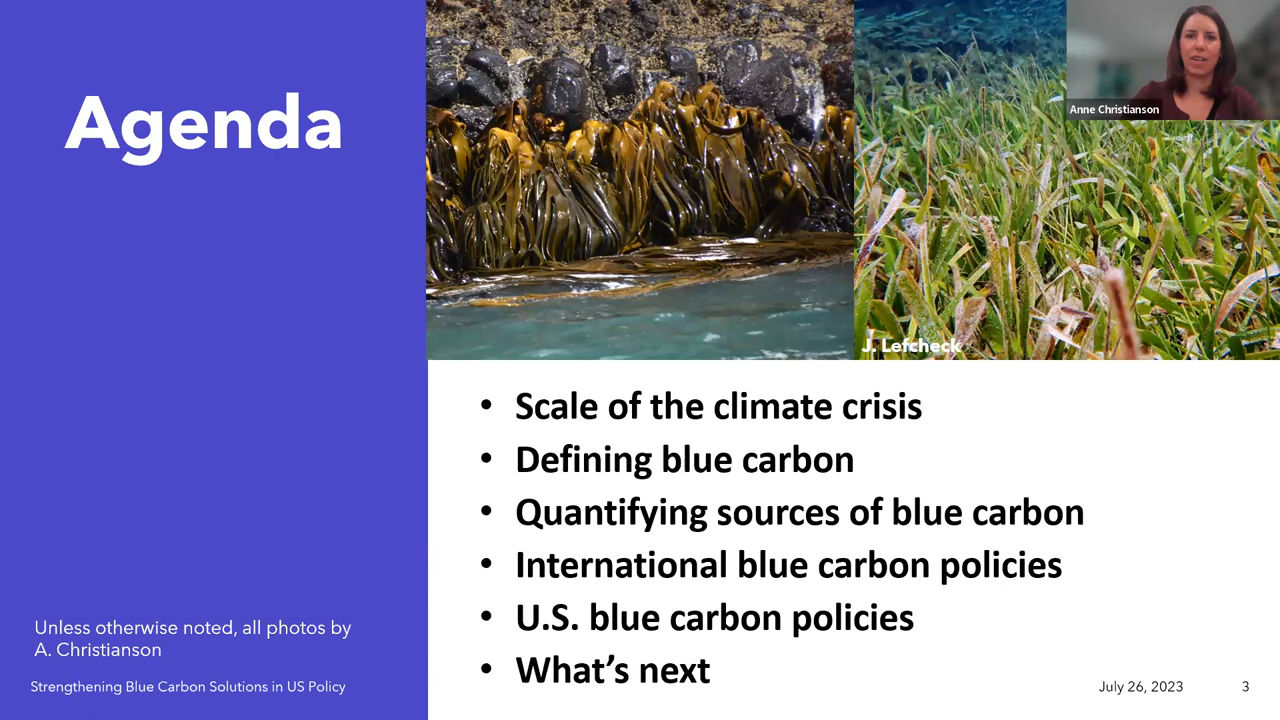 Agenda
Anne Christianson
J. Lefcheck
• Scale of the climate crisis
• Defining blue carbon
• Quantifying sources of blue carbon
• International blue carbon policies
• U.S. blue carbon policies
• What’s next
Unless otherwise noted, all photos by
A. Christianson
Strengthening Blue Carbon Solutions in US Policy
July 26, 2023
3